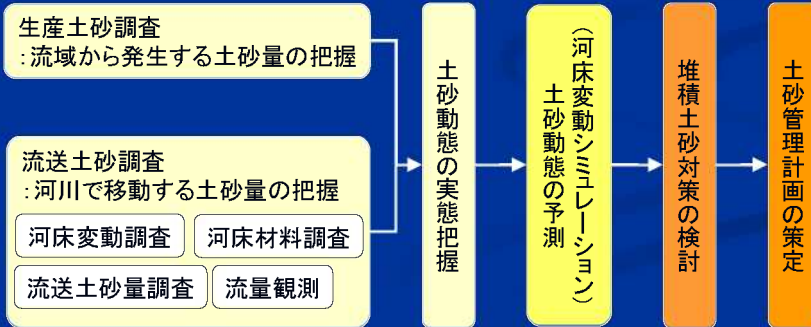 生産土砂調査
:流域から発生する土砂量の把握
流送土砂調査
:河川で移動する土砂量の把握
河床変動調査
河床材料調査
流送土砂量調査
流量観測
土砂動態の実態把握
土砂動態の予測
(河床変動シミュレーション)
堆積土砂対策の検討
土砂管理計画の策定